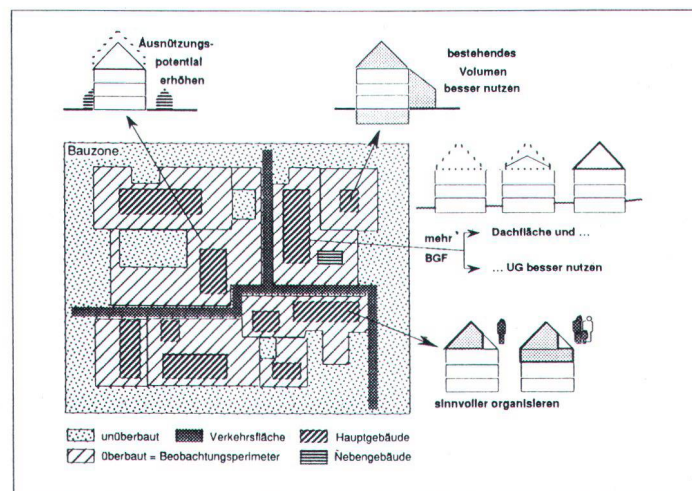 Ausnützungs-
potential
erhöhen
bestehendes
Volumen
besser nutzen
Bauzone
mehr *
BGF
Dachfläche und ...
... UG besser nutzen
sinnvoller organisieren
unüberbaut
Verkehrsfläche
Hauptgebäude
überbaut = Beobachtungsperimeter
Nebengebäude